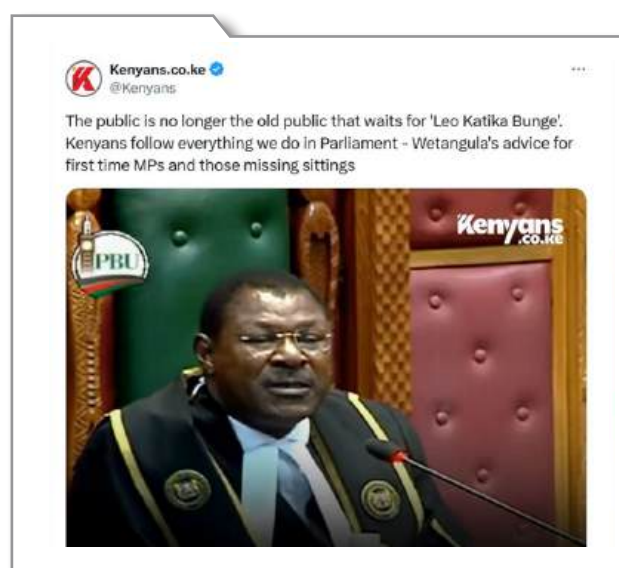 Kenyans.co.ke
@Kenyans
The public is no longer the old public that waits for 'Leo Katika Bunge'.
Kenyans follow everything we do in Parliament - Wetangula's advice for
first time MPs and those missing sittings
Kenyans
.co.ke
PBU